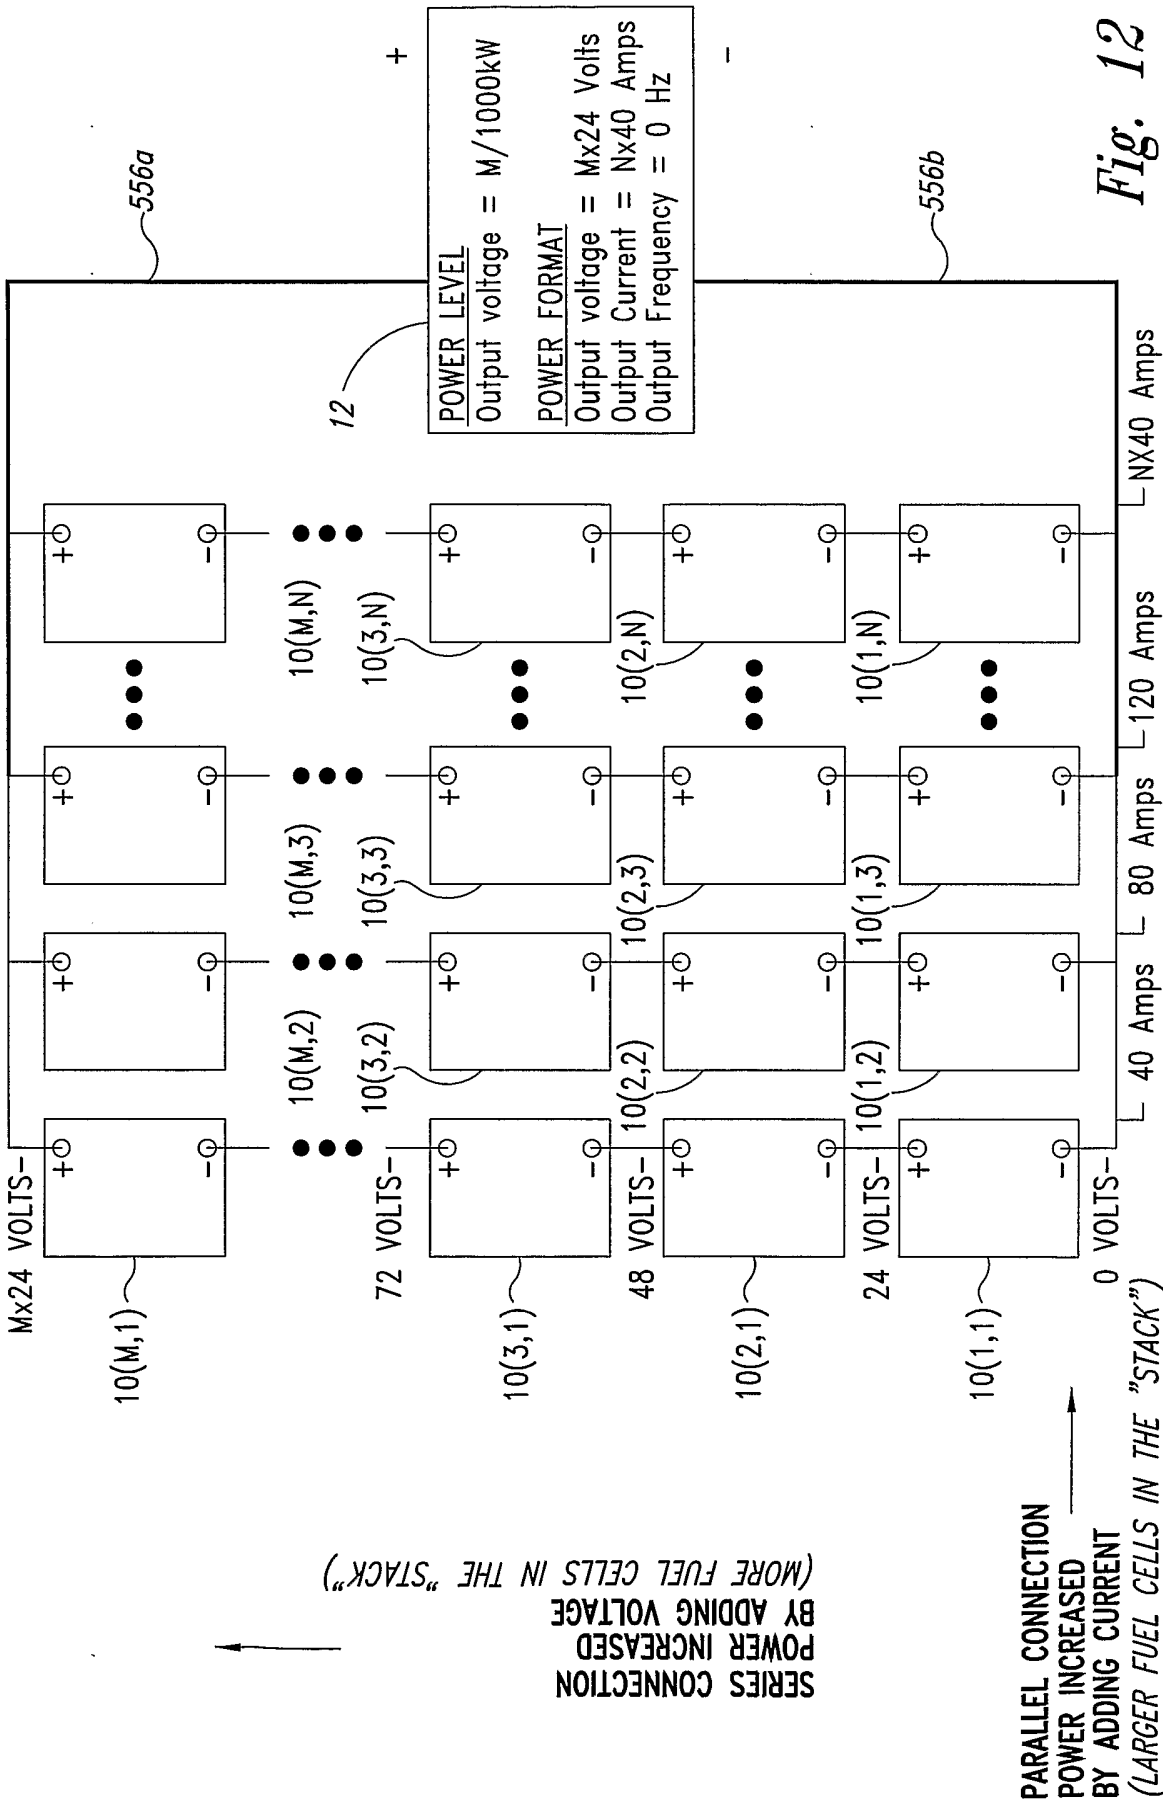 Mx24 VOLTS-
10(M,1)
72 VOLTS-
10(3,1)
48 VOLTS-
10(2,1)
24 VOLTS-
10(1,1)
0 VOLTS-
+
-
+
-
+
-
+
-
10(M,2)
10(3,2)
10(2,2)
10(1,2)
+
-
+
-
+
-
+
-
10(M,3)
10(3,3)
10(2,3)
10(1,3)
+
-
+
-
+
-
+
-
10(M,N)
10(3,N)
10(2,N)
10(1,N)
+
-
+
-
+
-
+
-
40 Amps
80 Amps
120 Amps
NX40 Amps
556a
556b
12
+
-
POWER LEVEL
Output voltage = M/1000kW
POWER FORMAT
Output voltage = Mx24 Volts
Output Current = Nx40 Amps
Output Frequency = 0 Hz
SERIES CONNECTION
POWER INCREASED
BY ADDING VOLTAGE
(MORE FUEL CELLS IN THE "STACK")
PARALLEL CONNECTION
POWER INCREASED
BY ADDING CURRENT
(LARGER FUEL CELLS IN THE "STACK")
Fig. 12